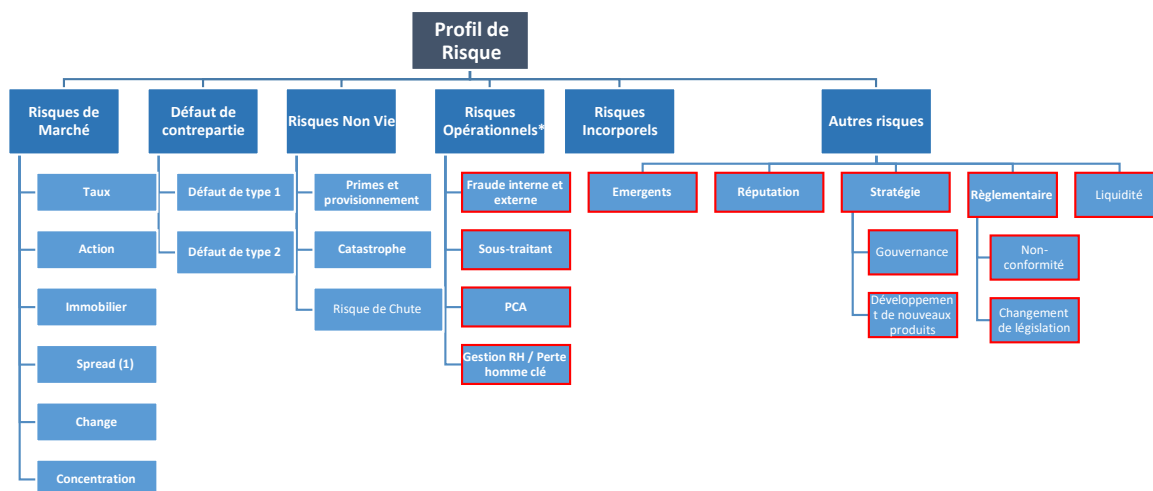 Profil de
Risque
Risques de
Marché
Défaut de
contrepartie
Risques Non Vie
Risques
Opérationnels*
Risques
Incorporels
Autres risques
Taux
Action
Immobilier
Spread (1)
Change
Concentration
Défaut de type 1
Défaut de type 2
Primes et
provisionnement
Catastrophe
Risque de Chute
Fraude interne et
externe
Sous-traitant
PCA
Gestion RH / Perte
homme clé
Emergents
Réputation
Stratégie
Gouvernance
Développemen
t de nouveaux
produits
Règlementaire
Non-
conformité
Changement
de législation
Liquidité